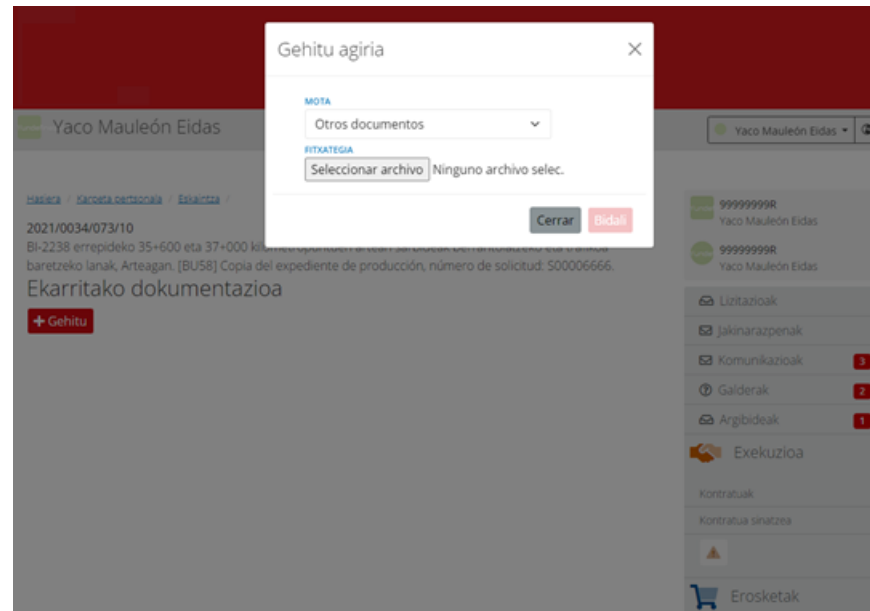 Gehitu agiria
MOTA
Otros documentos
FITXATEGIA
Seleccionar archivo Ninguno archivo selec.
Cerrar Bidali
Yaco Mauleón Eidas
Yaco Mauleón Eidas
Hasiera / Karpeta pertsonala / Eskaintza /
2021/0034/073/10
BI-2238 errepideko 35+600 eta 37+000
baretzeko lanak, Arteagan. [BU58] Copia del expediente de producción, número de solicitud: S00006666.
Ekarritako dokumentazioa
+ Gehitu
99999999R
Yaco Mauleón Eidas
99999999R
Yaco Mauleón Eidas
Lizitazioak
Jakinarazpenak
Komunikazioak 3
Galderak 2
Argibideak 1
Exekuzioa
Kontratuak
Kontratua sinatzea
Erosketak